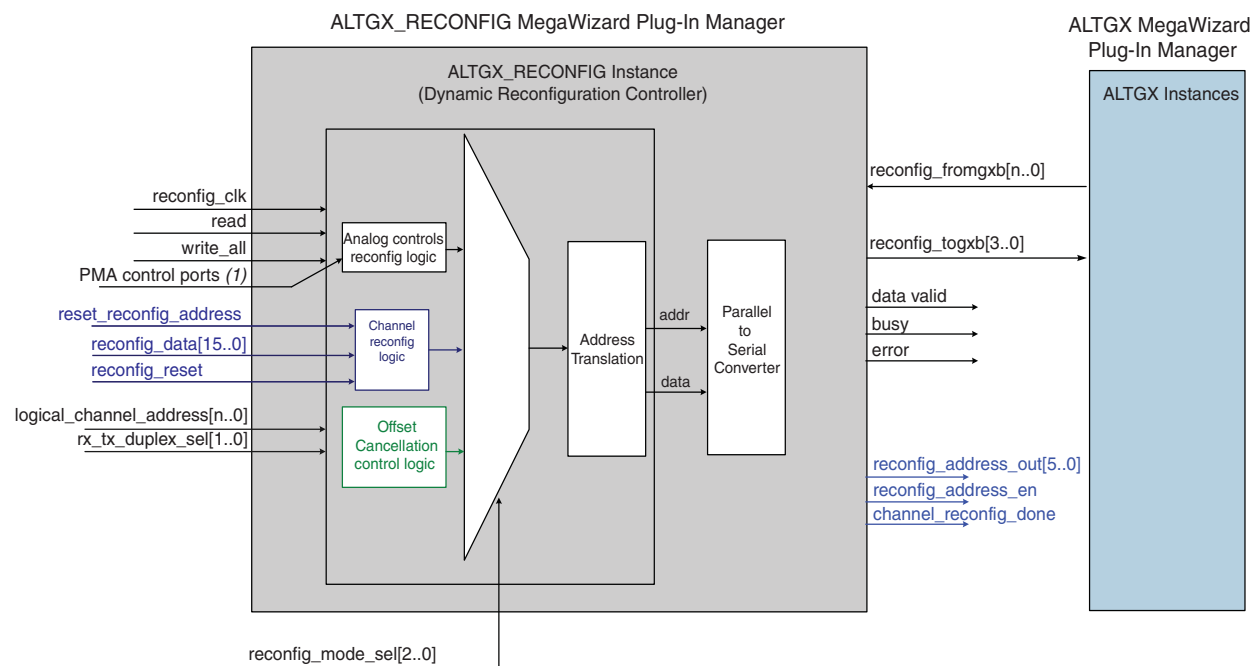 ALTGX_RECONFIG MegaWizard Plug-In Manager
ALTGX MegaWizard
Plug-In Manager
ALTGX_RECONFIG Instance
(Dynamic Reconfiguration Controller)
ALTGX Instances
reconfig_clk
read
write_all
PMA control ports (1)
Analog controls
reconfig logic
reset_reconfig_address
reconfig_data[15..0]
reconfig_reset
Channel
reconfig
logic
logical_channel_address[n..0]
rx_tx_duplex_sel[1..0]
Offset
Cancellation
control logic
Address
Translation
addr
data
Parallel
to
Serial
Converter
reconfig_fromgxb[n..0]
reconfig_togxb[3..0]
data valid
busy
error
reconfig_address_out[5..0]
reconfig_address_en
channel_reconfig_done
reconfig_mode_sel[2..0]